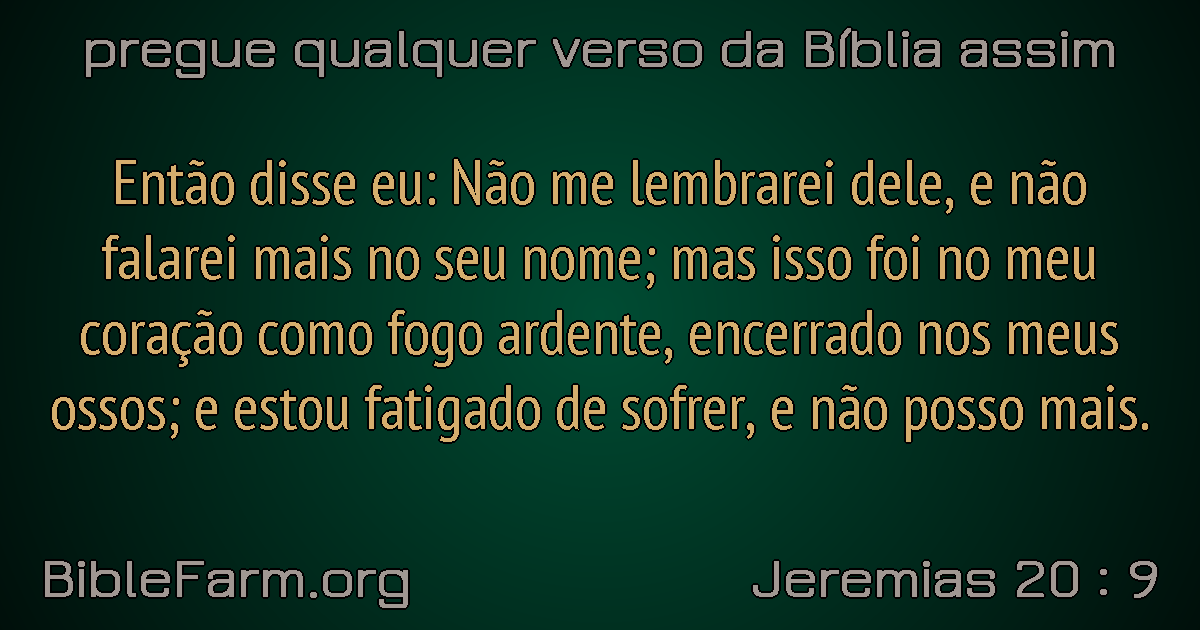 pregue qualquer verso da Bíblia assim
Então disse eu: Não me lembrarei dele, e não
falarei mais no seu nome; mas isso foi no meu
coração como fogo ardente, encerrado nos meus
ossos; e estou fatigado de sofrer, e não posso mais.
BibleFarm.org
Jeremias 20 : 9